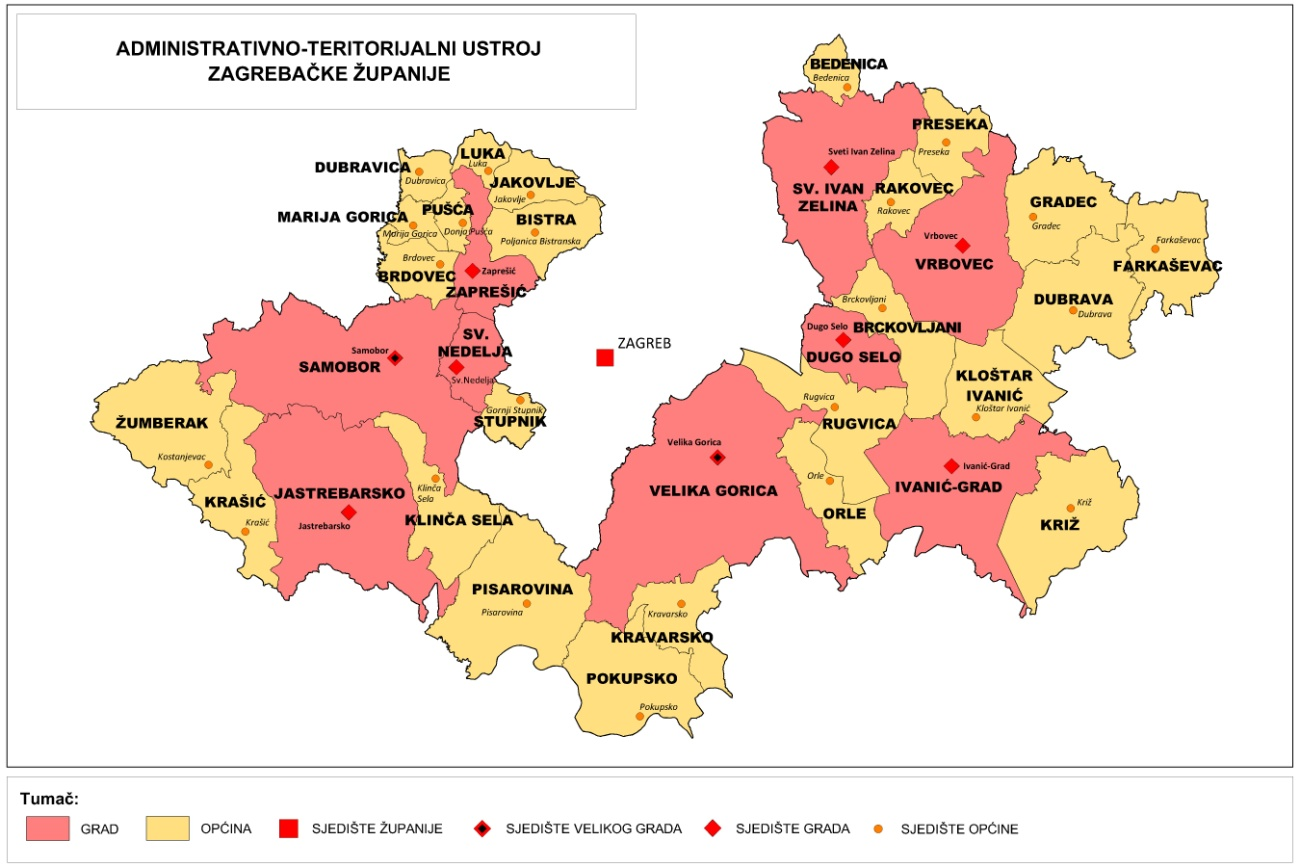 ADMINISTRATIVNO-TERITORIJALNI USTROJ
ZAGREBAČKE ŽUPANIJE
BEDENICA
Bedenica
PRESEKA
Preseka
Sveti Ivan Zelina
SV. IVAN
ZELINA
RAKOVEC
Rakovec
LUKA
Luka
DUBRAVICA
Dubravica
JAKOVLJE
Jakovlje
MARIJA GORICA
Marija Gorica
PUŠĆA
Donja Pušća
BISTRA
Poljanica Bistranska
Brdovec
BRDOVEC
Zaprešić
ZAPREŠIĆ
GRADEC
Gradec
Vrbovec
VRBOVEC
Farkaševac
FARKAŠEVAC
DUBRAVA
Dubrava
Brckovljani
BRCKOVLJANI
Dugo Selo
DUGO SELO
SV.
NEDELJA
Sv.Nedelja
ZAGREB
Samobor
SAMOBOR
KLOŠTAR
IVANIĆ
Kloštar Ivanić
Gornji Stupnik
STUPNIK
Rugvica
RUGVICA
ŽUMBERAK
Kostanjevac
Velika Gorica
VELIKA GORICA
Ivanić-Grad
IVANIĆ-GRAD
Orle
ORLE
KRAŠIĆ
Krašić
JASTREBARSKO
Jastrebarsko
Klinča
Sela
KLINČA SELA
Križ
KRIŽ
PISAROVINA
Pisarovina
Kravarsko
KRAVARSKO
POKUPSKO
Pokupsko
Tumač:
GRAD
OPĆINA
SJEDIŠTE ŽUPANIJE
SJEDIŠTE VELIKOG GRADA
SJEDIŠTE GRADA
SJEDIŠTE OPĆINE